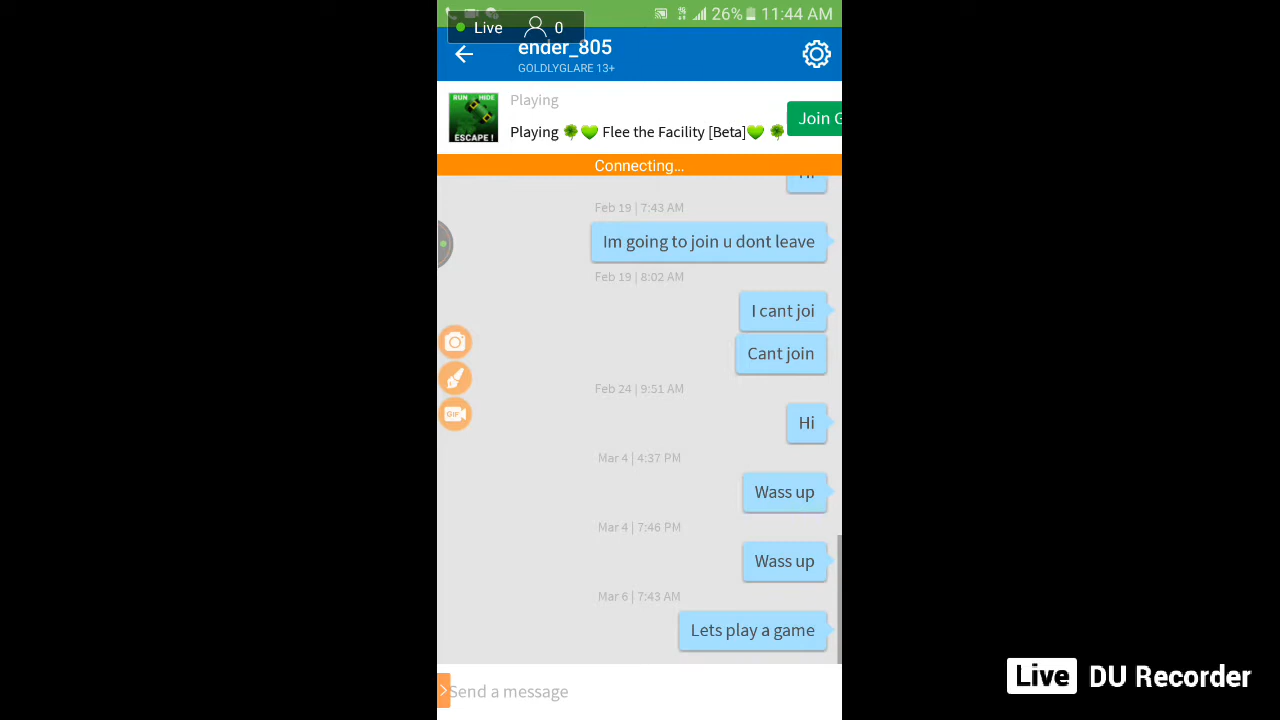 26% 11:44 AM
Live 0
ender_805
GOLDLYGLARE 13+
RUN HIDE
ESCAPE !
Playing
Playing 🍀💚 Flee the Facility [Beta]💚 🍀
Join G
Connecting...
Hi
Feb 19 | 7:43 AM
Im going to join u dont leave
Feb 19 | 8:02 AM
I cant joi
Cant join
Feb 24 | 9:51 AM
Hi
Mar 4 | 4:37 PM
Wass up
Mar 4 | 7:46 PM
Wass up
Mar 6 | 7:43 AM
Lets play a game
Send a message
GIF
Live DU Recorder